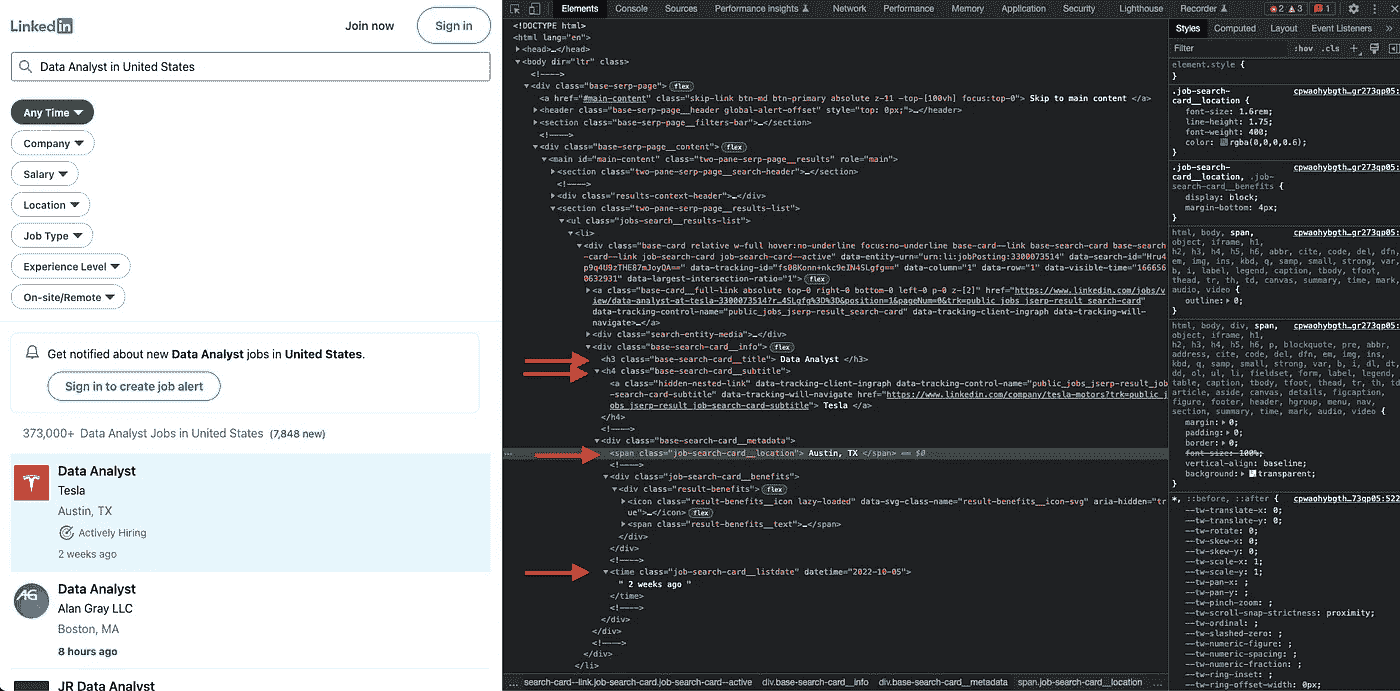 LinkedIn
Join now
Sign in
Data Analyst in United States
Any Time
Company
Salary
Location
Job Type
Experience Level
On-site/Remote
Get notified about new Data Analyst jobs in United States.
Sign in to create job alert
373,000+ Data Analyst Jobs in United States (7,848 new)
Data Analyst
Tesla
Austin, TX
Actively Hiring
2 weeks ago
Data Analyst
Alan Gray LLC
Boston, MA
8 hours ago
JR Data Analyst
Elements Console Sources Performance insights Network Performance Memory Application Security Lighthouse Recorder 2 3 1
<!DOCTYPE html>
<html lang="en">
<head>…</head>
<body dir="ltr" class>
<!---->
<div class="base-serp-page"> flex
<a href="#main-content" class="skip-link btn-md btn-primary absolute z-11 -top-[100vh] focus:top-0"> Skip to main content </a>
<header class="base-serp-page__header global-alert-offset" style="top: 0px;">…</header>
<section class="base-serp-page__filters-bar">…</section>
<!---->
<div class="base-serp-page__content"> flex
<main id="main-content" class="two-pane-serp-page__results" role="main">
<section class="two-pane-serp-page__search-header">…</section>
<!---->
<div class="results-context-header">…</div>
<section class="two-pane-serp-page__results-list">
<ul class="jobs-search__results-list">
<li>
<div class="base-card relative w-full hover:no-underline focus:no-underline base-card--link base-search-card base-search-card--link job-search-card job-search-card--active" data-entity-urn="urn:li:jobPosting:3300073514" data-search-id="Hru4
p9q4U9zTHE87mJoyQA==" data-tracking-id="fs08Konn+nkc9eIN4SLgfg==" data-column="1" data-row="1" data-visible-time="166656
0632931" data-largest-intersection-ratio="1"> flex
<a class="base-card__full-link absolute top-0 right-0 bottom-0 left-0 p-0 z-[2]" href="https://www.linkedin.com/jobs/v
iew/data-analyst-at-tesla-3300073514?r…4SLgfg%3D%3D&position=1&pageNum=0&trk=public_jobs_jserp-result_search-card"
data-tracking-control-name="public_jobs_jserp-result_search-card" data-tracking-client-ingraph data-tracking-will-
navigate>…</a>
<div class="search-entity-media">…</div>
<div class="base-search-card__info"> flex
<h3 class="base-search-card__title"> Data Analyst </h3>
<h4 class="base-search-card__subtitle">
<a class="hidden-nested-link" data-tracking-client-ingraph data-tracking-control-name="public_jobs_jserp-result_job
-search-card-subtitle" data-tracking-will-navigate href="https://www.linkedin.com/company/tesla-motors?trk=public_j
obs_jserp-result_job-search-card-subtitle"> Tesla </a>
</h4>
<!---->
<div class="base-search-card__metadata">
<span class="job-search-card__location"> Austin, TX </span> == $0
<!---->
<div class="job-search-card__benefits">
<div class="result-benefits"> flex
<icon class="result-benefits__icon lazy-loaded" data-svg-class-name="result-benefits__icon-svg" aria-hidden="tr
ue">…</icon> flex
<span class="result-benefits__text">…</span>
</div>
</div>
<!---->
<time class="job-search-card__listdate" datetime="2022-10-05">
" 2 weeks ago "
</time>
<!---->
</div>
</div>
<!---->
</div>
</li>
… search-card--link.job-search-card.job-search-card--active div.base-search-card__info div.base-search-card__metadata span.job-search-card__location …
Styles Computed Layout Event Listeners
Filter :hov .cls
element.style {
}
.job-search- cpwaohybgth…gr273qp05:
card__location {
font-size: 1.6rem;
line-height: 1.75;
font-weight: 400;
color: rgba(0,0,0,0.6);
}
.job-search- cpwaohybgth…gr273qp05:
card__location, .job-
search-card__benefits {
display: block;
margin-bottom: 4px;
}
html, body, span, cpwaohybgth…gr273qp05:
object, iframe, h1,
h2, h3, h4, h5, h6, abbr, cite, code, del, dfn,
em, img, ins, kbd, q, samp, small, strong, var,
b, i, label, legend, caption, tbody, tfoot,
thead, tr, th, td, canvas, summary, time, mark,
audio, video {
outline: 0;
}
html, body, div, span, cpwaohybgth…gr273qp05:
object, iframe, h1,
h2, h3, h4, h5, h6, p, blockquote, pre, abbr,
address, cite, code, del, dfn, em, img, ins,
kbd, q, samp, small, strong, var, b, i, dl, dt,
dd, ol, ul, li, fieldset, form, label, legend,
table, caption, tbody, tfoot, thead, tr, th, td,
article, aside, canvas, details, figcaption,
figure, footer, header, hgroup, menu, nav,
section, summary, time, mark, audio, video {
margin: 0;
padding: 0;
border: 0;
font-size: 100%;
vertical-align: baseline;
background: transparent;
}
*, ::before, ::after { cpwaohybgth…73qp05:522
--tw-translate-x: 0;
--tw-translate-y: 0;
--tw-rotate: 0;
--tw-skew-x: 0;
--tw-skew-y: 0;
--tw-scale-x: 1;
--tw-scale-y: 1;
--tw-pan-x: ;
--tw-pan-y: ;
--tw-pinch-zoom: ;
--tw-scroll-snap-strictness: proximity;
--tw-ordinal: ;
--tw-slashed-zero: ;
--tw-numeric-figure: ;
--tw-numeric-spacing: ;
--tw-numeric-fraction: ;
--tw-ring-inset: ;
--tw-ring-offset-width: 0px;